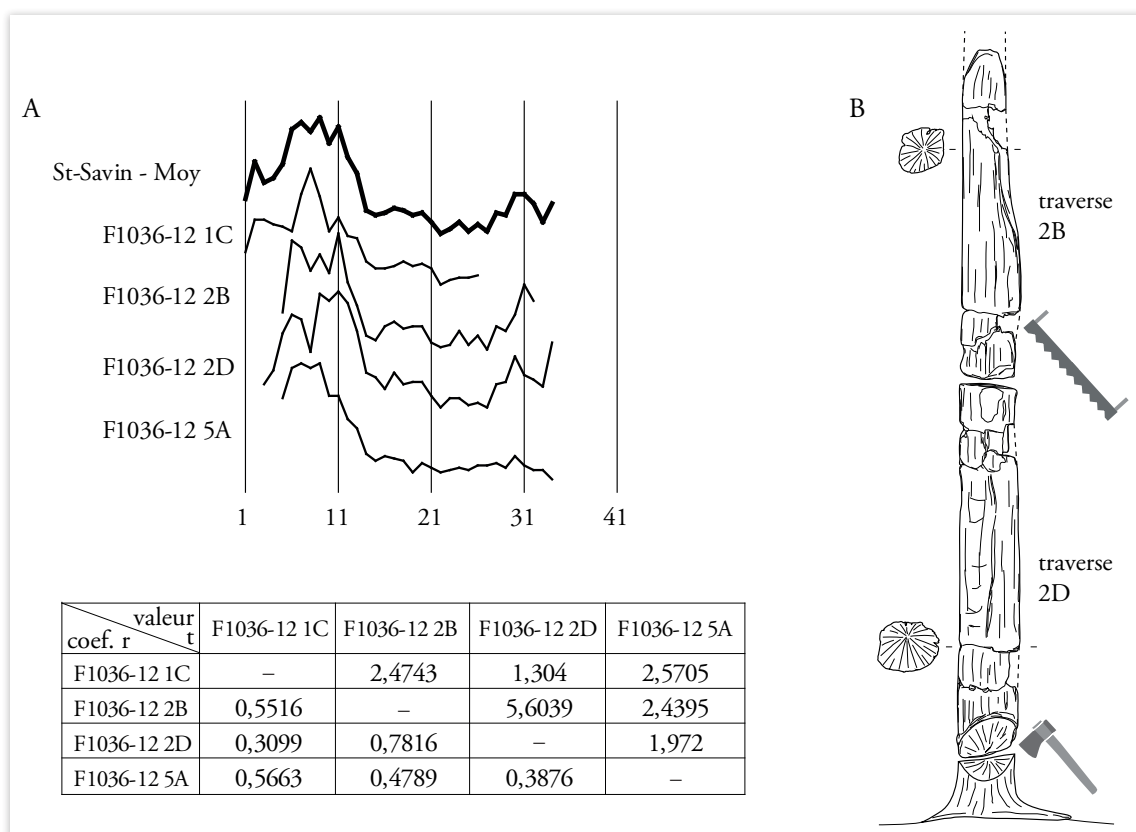 A
St-Savin - Moy
F1036-12 1C
F1036-12 2B
F1036-12 2D
F1036-12 5A
1 11 21 31 41
valeur t
coef. r
F1036-12 1C F1036-12 2B F1036-12 2D F1036-12 5A
F1036-12 1C – 2,4743 1,304 2,5705
F1036-12 2B 0,5516 – 5,6039 2,4395
F1036-12 2D 0,3099 0,7816 – 1,972
F1036-12 5A 0,5663 0,4789 0,3876 –
B
traverse
2B
traverse
2D